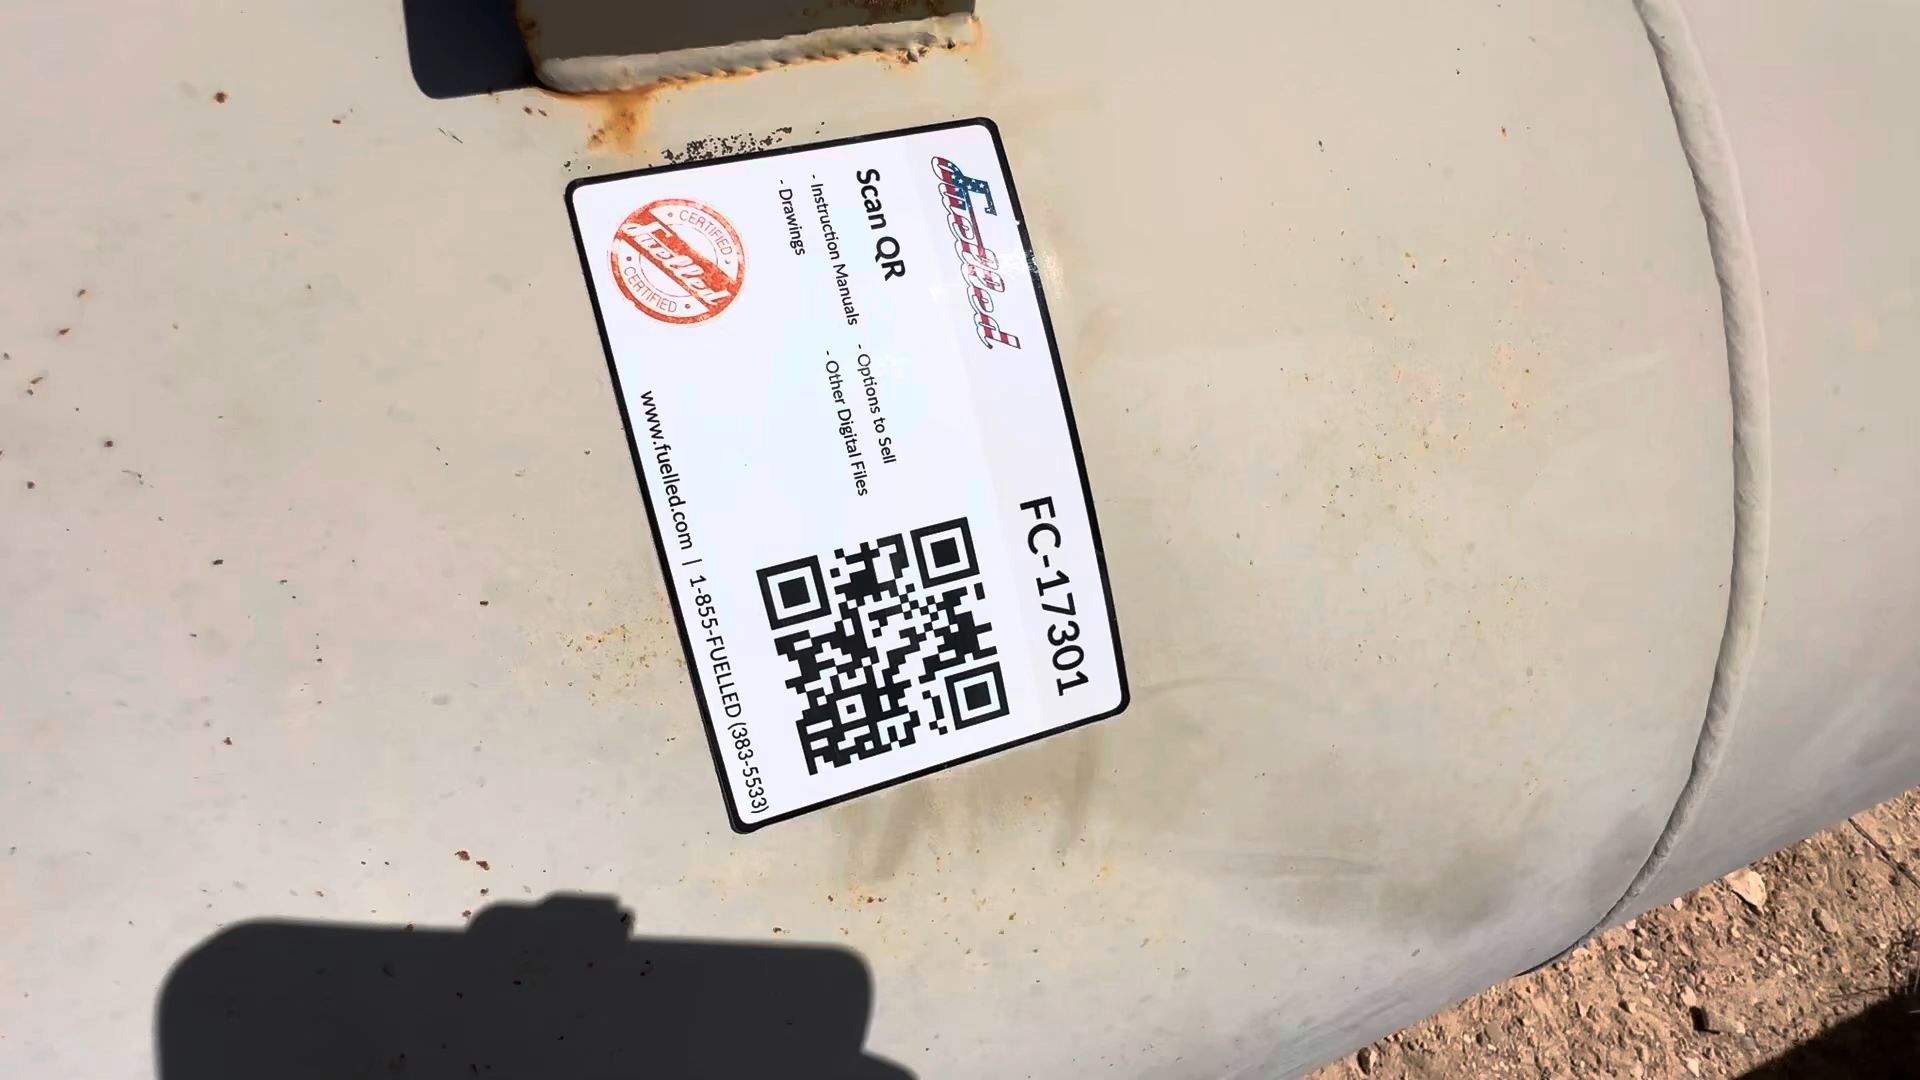 Fuelled
FC-17301
Scan QR
- Instruction Manuals
- Drawings
- Options to Sell
- Other Digital Files
CERTIFIED
Fuelled
CERTIFIED
www.fuelled.com | 1-855-FUELLED (383-5533)